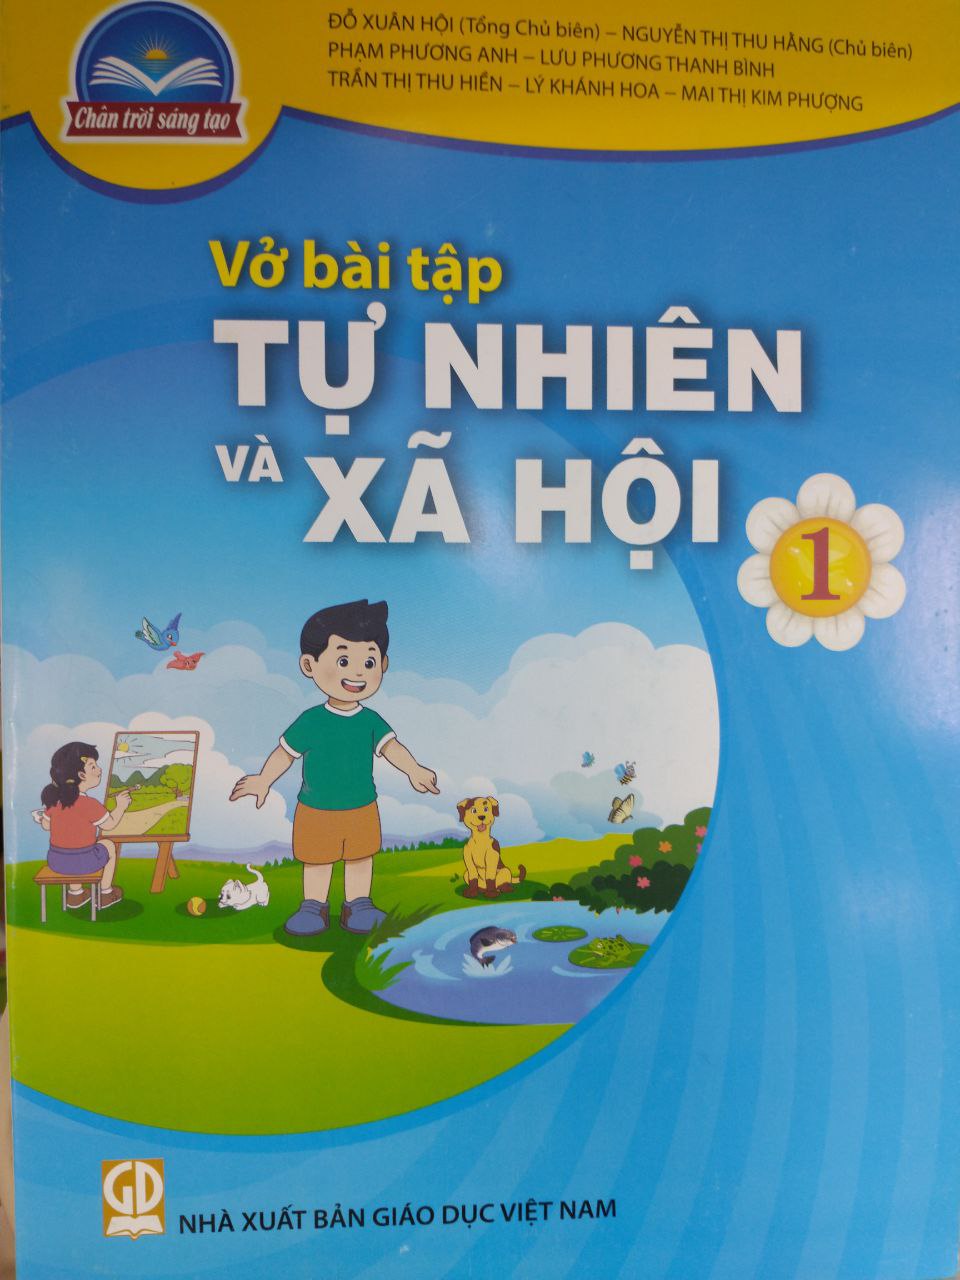 ĐỖ XUÂN HỘI (Tổng Chủ biên) – NGUYỄN THỊ THU HẰNG (Chủ biên)
PHẠM PHƯƠNG ANH – LƯU PHƯƠNG THANH BÌNH
TRẦN THỊ THU HIỀN – LÝ KHÁNH HOA – MAI THỊ KIM PHƯỢNG
Chân trời sáng tạo
Vở bài tập
TỰ NHIÊN
VÀ XÃ HỘI
1
GD
NHÀ XUẤT BẢN GIÁO DỤC VIỆT NAM